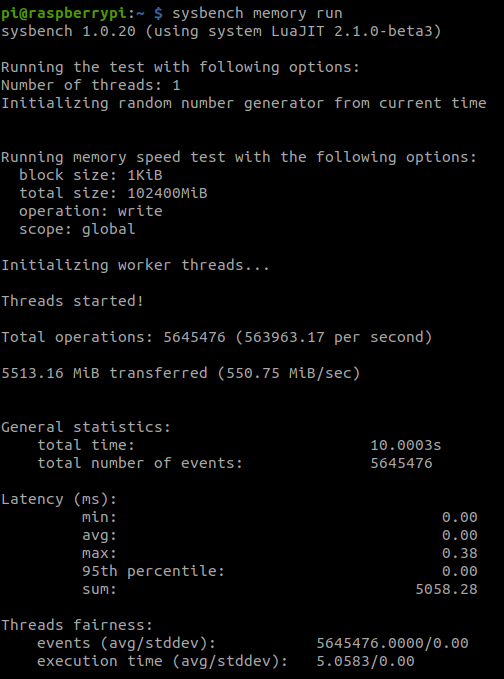 pi@raspberrypi:~ $ sysbench memory run
sysbench 1.0.20 (using system LuaJIT 2.1.0-beta3)
Running the test with following options:
Number of threads: 1
Initializing random number generator from current time
Running memory speed test with the following options:
block size: 1KiB
total size: 102400MiB
operation: write
scope: global
Initializing worker threads...
Threads started!
Total operations: 5645476 (563963.17 per second)
5513.16 MiB transferred (550.75 MiB/sec)
General statistics:
total time: 10.0003s
total number of events: 5645476
Latency (ms):
min: 0.00
avg: 0.00
max: 0.38
95th percentile: 0.00
sum: 5058.28
Threads fairness:
events (avg/stddev): 5645476.0000/0.00
execution time (avg/stddev): 5.0583/0.00